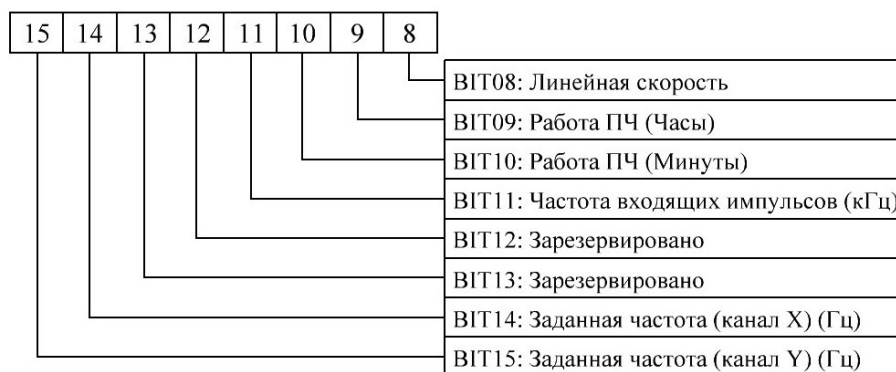 15 14 13 12 11 10 9 8
BIT08: Линейная скорость
BIT09: Работа ПЧ (Часы)
BIT10: Работа ПЧ (Минуты)
BIT11: Частота входящих импульсов (кГц)
BIT12: Зарезервировано
BIT13: Зарезервировано
BIT14: Заданная частота (канал X) (Гц)
BIT15: Заданная частота (канал Y) (Гц)